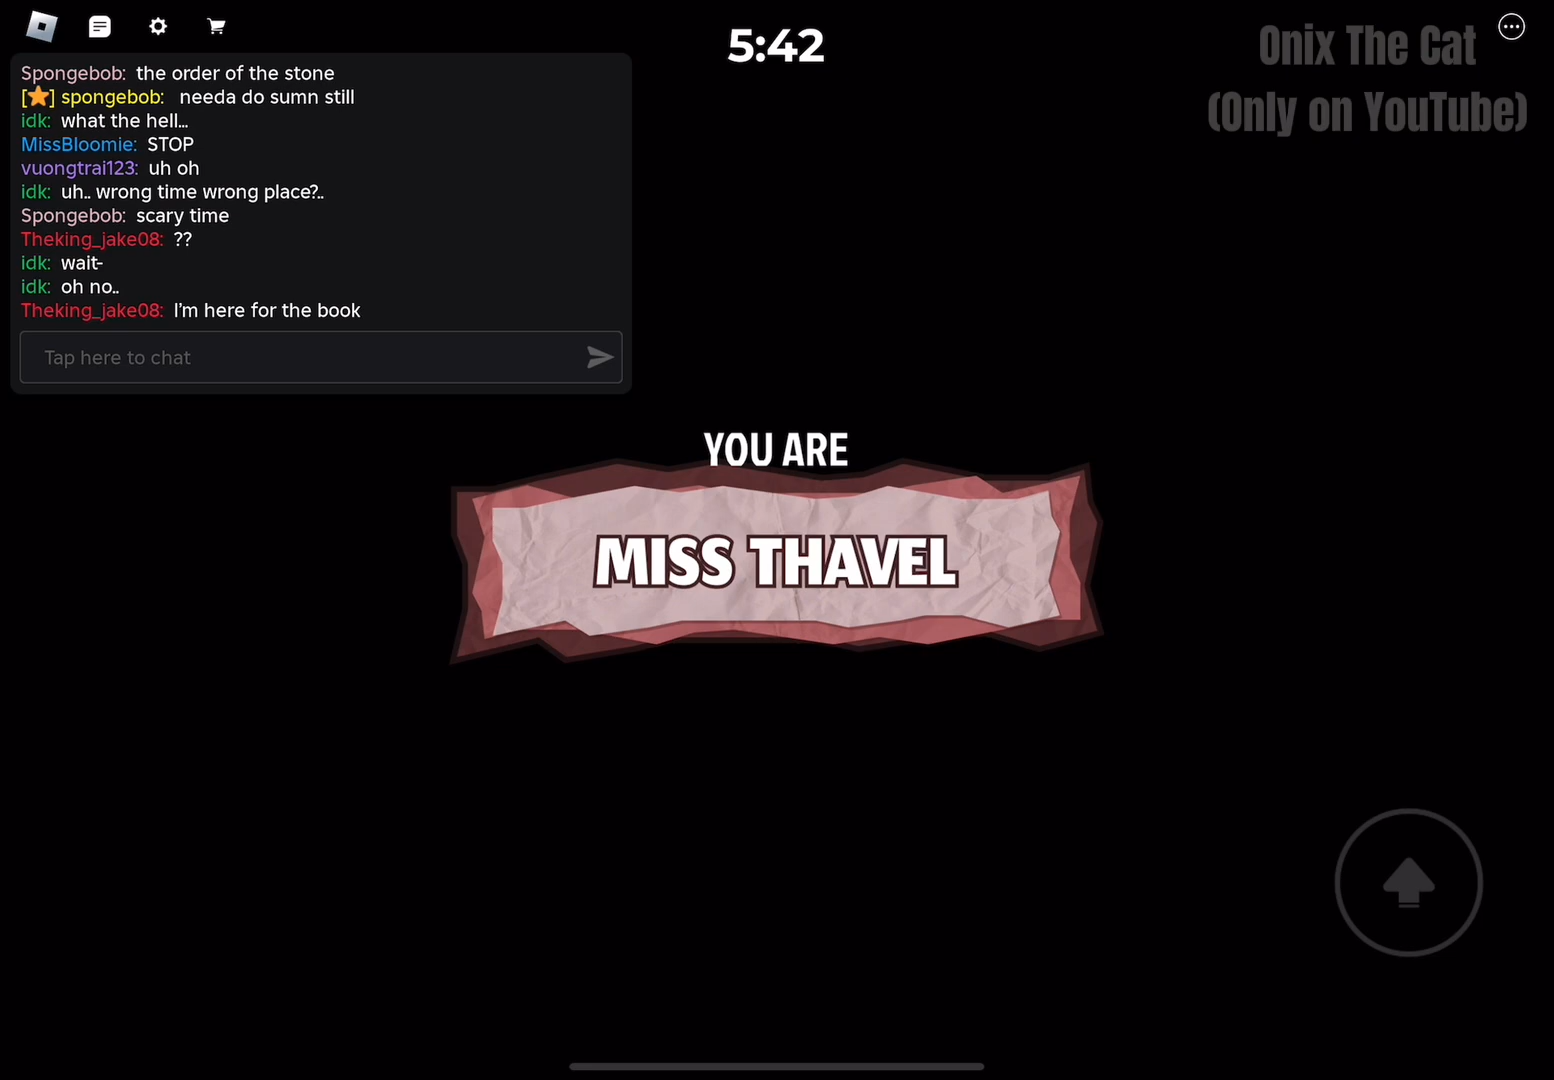 5:42
Onix The Cat
(Only on YouTube)
Spongebob: the order of the stone
[⭐] spongebob: needa do sumn still
idk: what the hell...
MissBloomie: STOP
vuongtrai123: uh oh
idk: uh.. wrong time wrong place?..
Spongebob: scary time
Theking_jake08: ??
idk: wait-
idk: oh no..
Theking_jake08: I'm here for the book
Tap here to chat
YOU ARE
MISS THAVEL